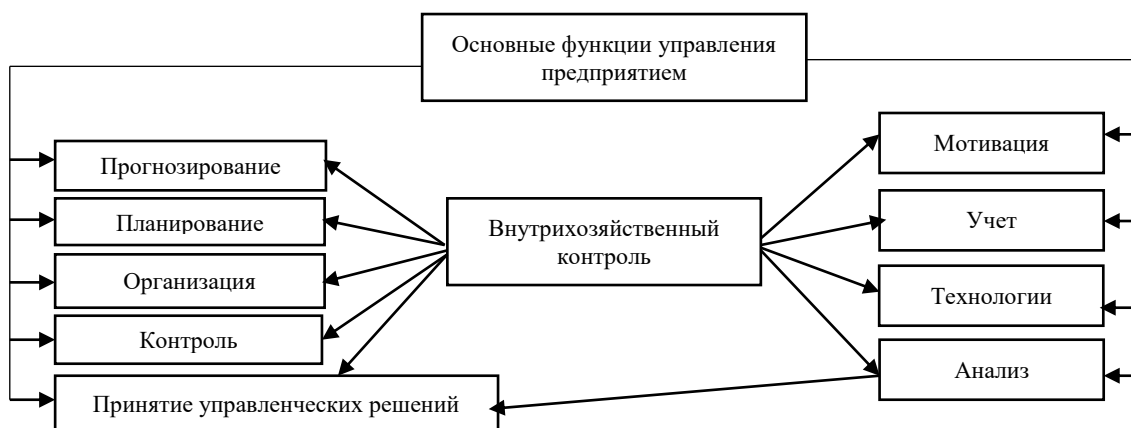 Основные функции управления
предприятием
Прогнозирование
Планирование
Организация
Контроль
Принятие управленческих решений
Внутрихозяйственный
контроль
Мотивация
Учет
Технологии
Анализ